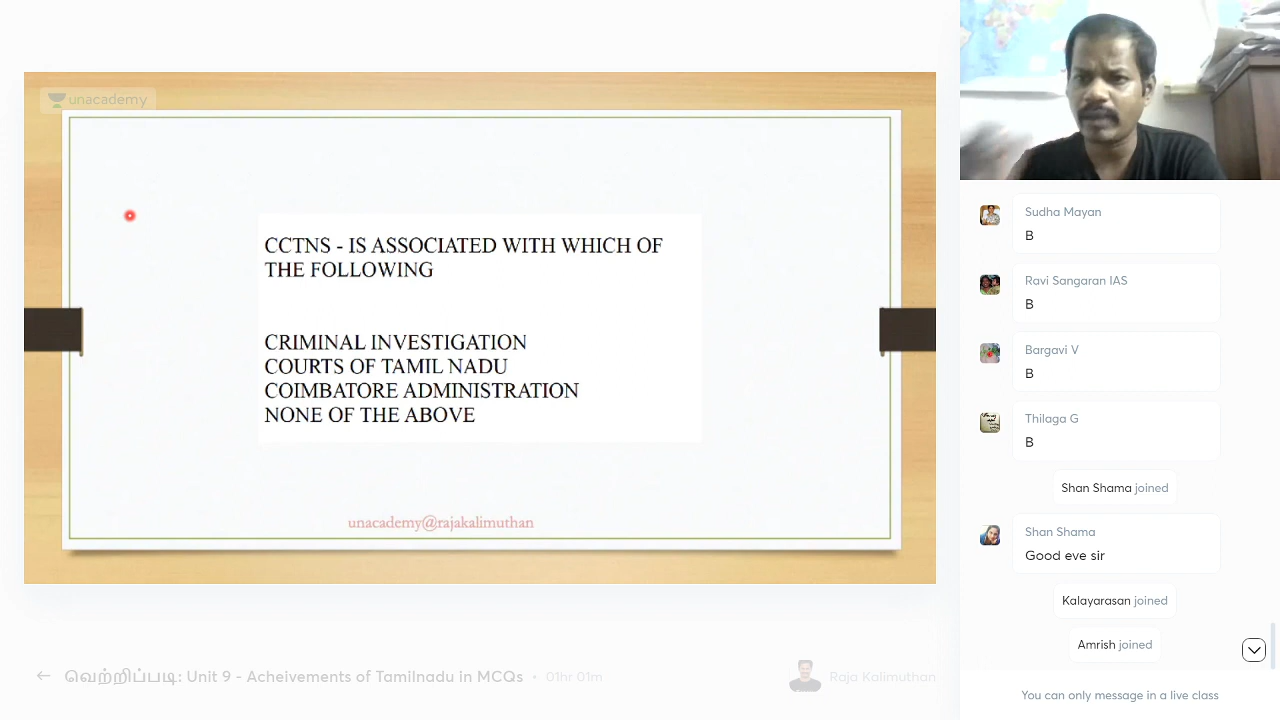 unacademy
CCTNS - IS ASSOCIATED WITH WHICH OF
THE FOLLOWING
CRIMINAL INVESTIGATION
COURTS OF TAMIL NADU
COIMBATORE ADMINISTRATION
NONE OF THE ABOVE
unacademy@rajakalimuthan
வெற்றிப்படி: Unit 9 - Acheivements of Tamilnadu in MCQs • 01hr 01m
Raja Kalimuthan
Sudha Mayan
B
Ravi Sangaran IAS
B
Bargavi V
B
Thilaga G
B
Shan Shama joined
Shan Shama
Good eve sir
Kalayarasan joined
Amrish joined
You can only message in a live class